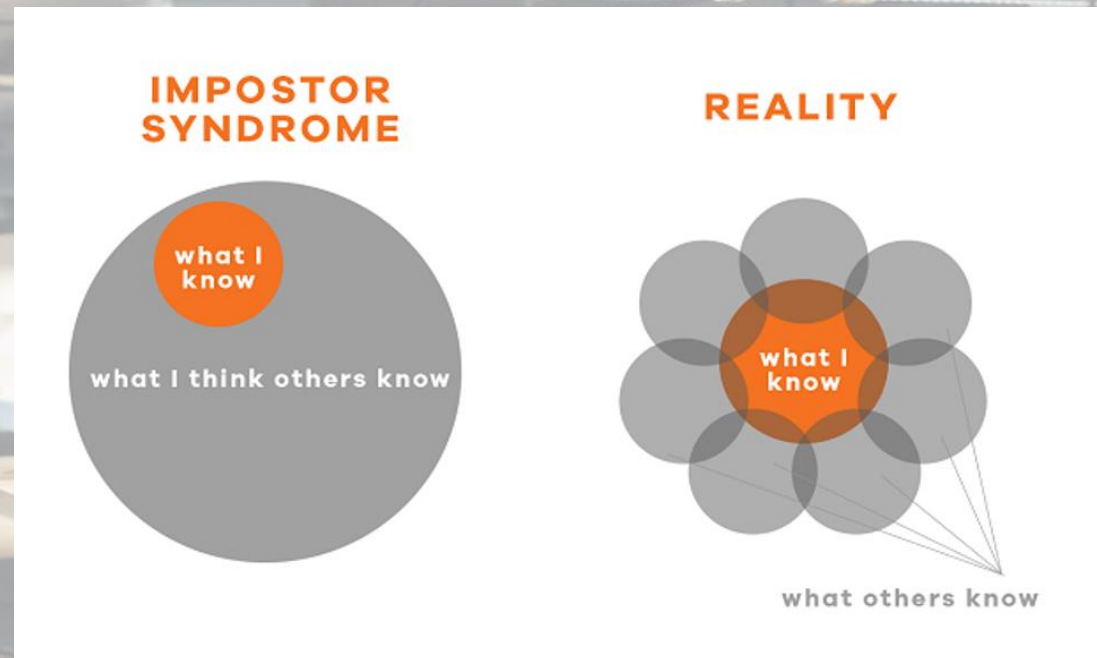 IMPOSTOR
SYNDROME
what I
know
what I think others know
REALITY
what I
know
what others know